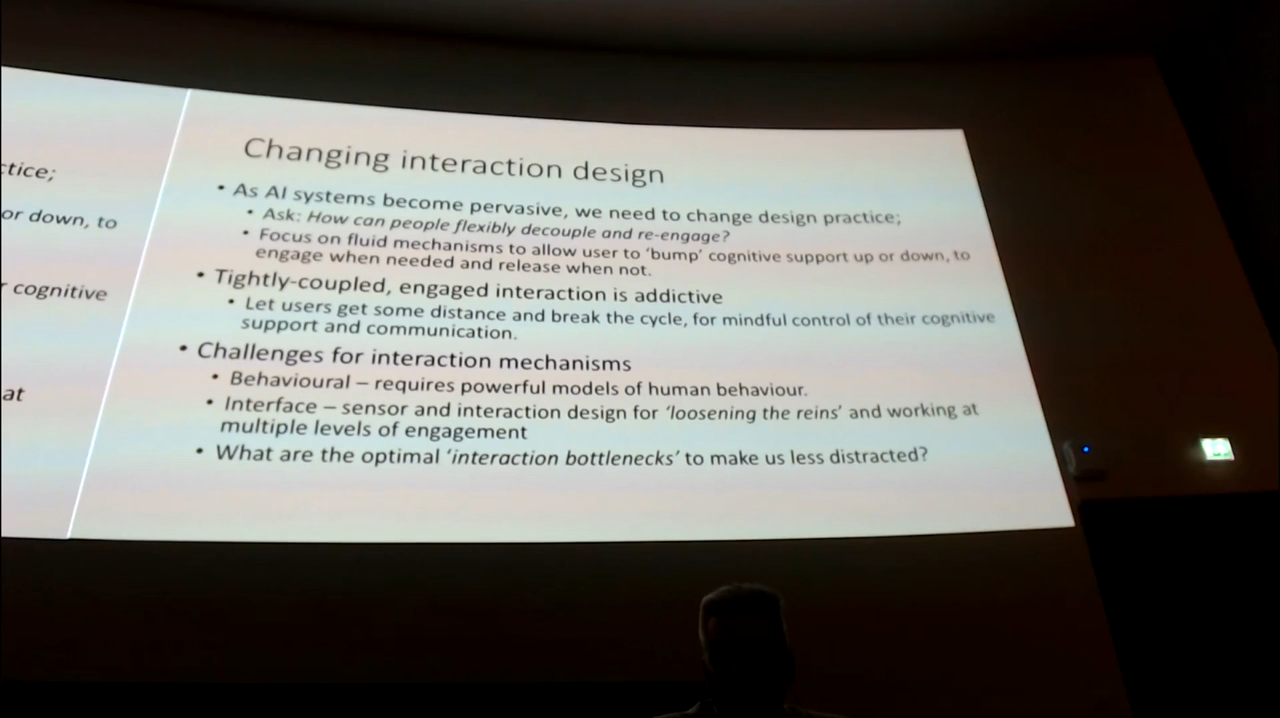 ctice;
or down, to
r cognitive
at
Changing interaction design
• As AI systems become pervasive, we need to change design practice;
• Ask: How can people flexibly decouple and re-engage?
• Focus on fluid mechanisms to allow user to ‘bump’ cognitive support up or down, to
engage when needed and release when not.
• Tightly-coupled, engaged interaction is addictive
• Let users get some distance and break the cycle, for mindful control of their cognitive
support and communication.
• Challenges for interaction mechanisms
• Behavioural – requires powerful models of human behaviour.
• Interface – sensor and interaction design for ‘loosening the reins’ and working at
multiple levels of engagement
• What are the optimal ‘interaction bottlenecks’ to make us less distracted?